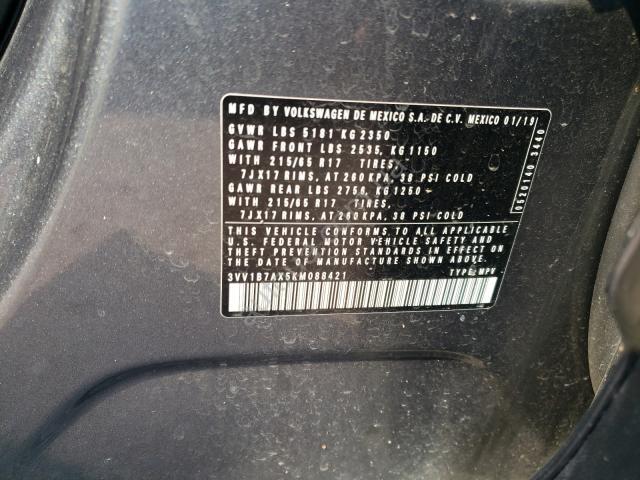 MFD BY VOLKSWAGEN DE MEXICO S.A. DE C.V. MEXICO 01/19
GVWR LBS 5181 KG 2350
GAWR FRONT LBS 2535, KG 1150
WITH 215/65 R17 TIRES,
7JX17 RIMS, AT 260 KPA, 38 PSI COLD
GAWR REAR LBS 2756 KG 1250
WITH 215/65 R17 TIRES,
7JX17 RIMS, AT 260 KPA, 38 PSI COLD
THIS VEHICLE CONFORMS TO ALL APPLICABLE
U.S. FEDERAL MOTOR VEHICLE SAFETY AND
THEFT PREVENTION STANDARDS IN EFFECT ON
THE DATE OF MANUFACTURE SHOWN ABOVE.
3VV1B7AX5KM088421 TYPE: MPV
0520140 3440